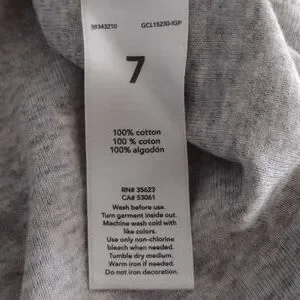 39343210 GCL15230-IGP
7
100% cotton
100 % coton
100% algodón
RN# 35623
CA# 53061
Wash before use.
Turn garment inside out.
Machine wash cold with
like colors.
Use only non-chlorine
bleach when needed.
Tumble dry medium.
Warm iron if needed.
Do not iron decoration.